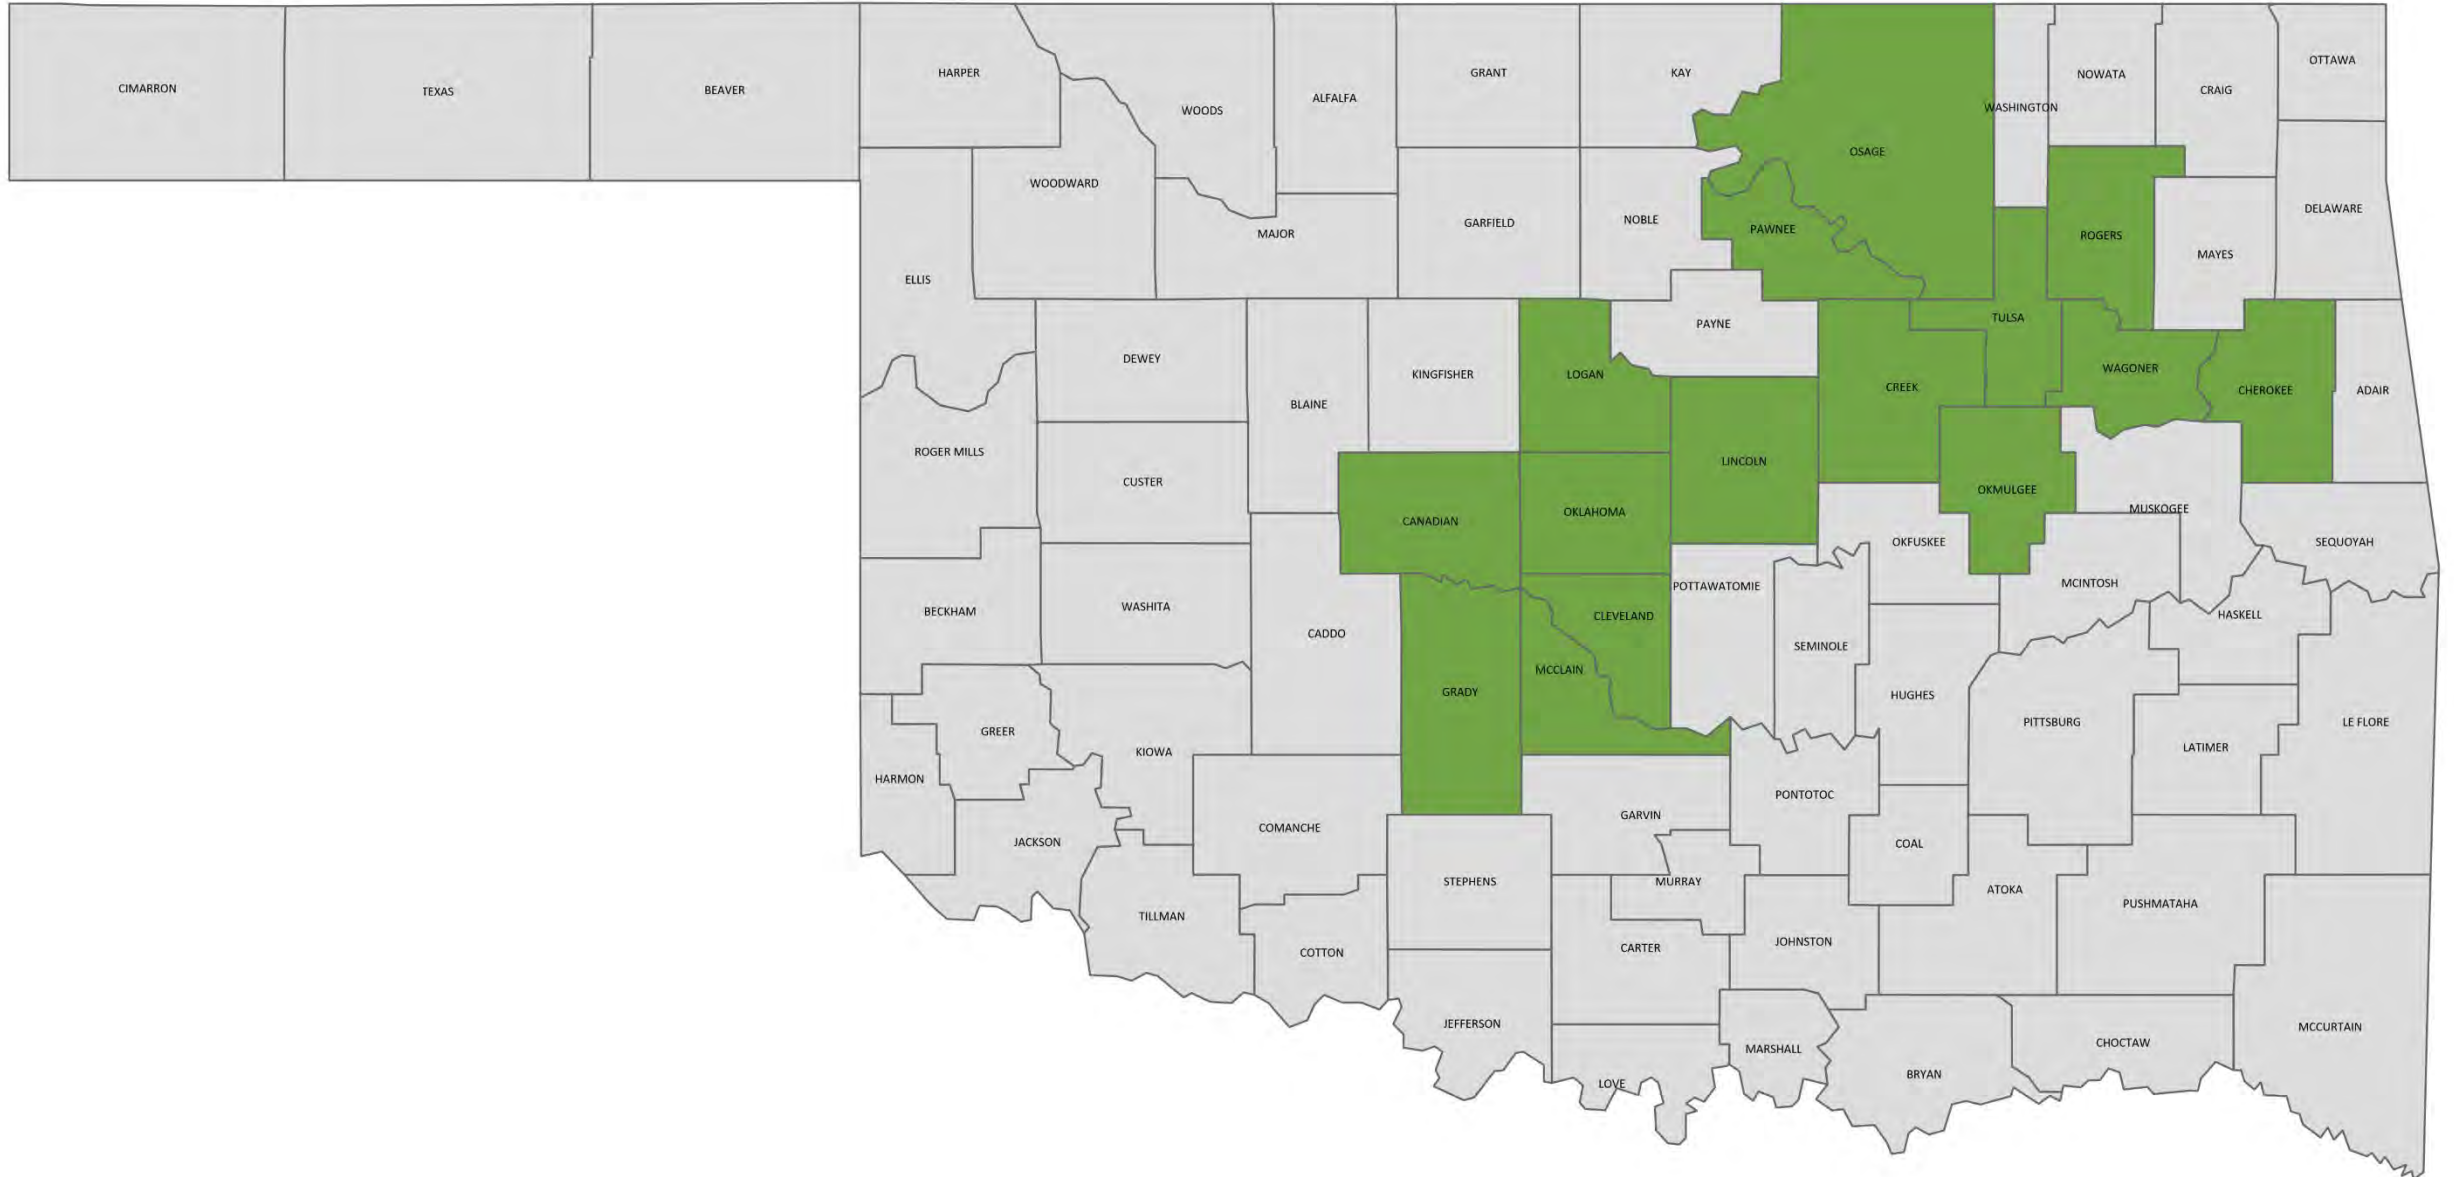 CIMARRON
TEXAS
BEAVER
HARPER
WOODS
ALFALFA
GRANT
KAY
OSAGE
WASHINGTON
NOWATA
CRAIG
OTTAWA
WOODWARD
MAJOR
GARFIELD
NOBLE
PAWNEE
ROGERS
MAYES
DELAWARE
ELLIS
DEWEY
BLAINE
KINGFISHER
LOGAN
PAYNE
CREEK
TULSA
WAGONER
CHEROKEE
ADAIR
ROGER MILLS
CUSTER
CANADIAN
OKLAHOMA
LINCOLN
OKMULGEE
MUSKOGEE
OKFUSKEE
SEQUOYAH
BECKHAM
WASHITA
CADDO
GRADY
MCCLAIN
CLEVELAND
POTTAWATOMIE
SEMINOLE
HUGHES
MCINTOSH
HASKELL
GREER
KIOWA
PITTSBURG
LATIMER
LE FLORE
HARMON
JACKSON
COMANCHE
STEPHENS
GARVIN
PONTOTOC
COAL
MURRAY
ATOKA
PUSHMATAHA
TILLMAN
COTTON
CARTER
JOHNSTON
JEFFERSON
LOVE
MARSHALL
BRYAN
CHOCTAW
MCCURTAIN